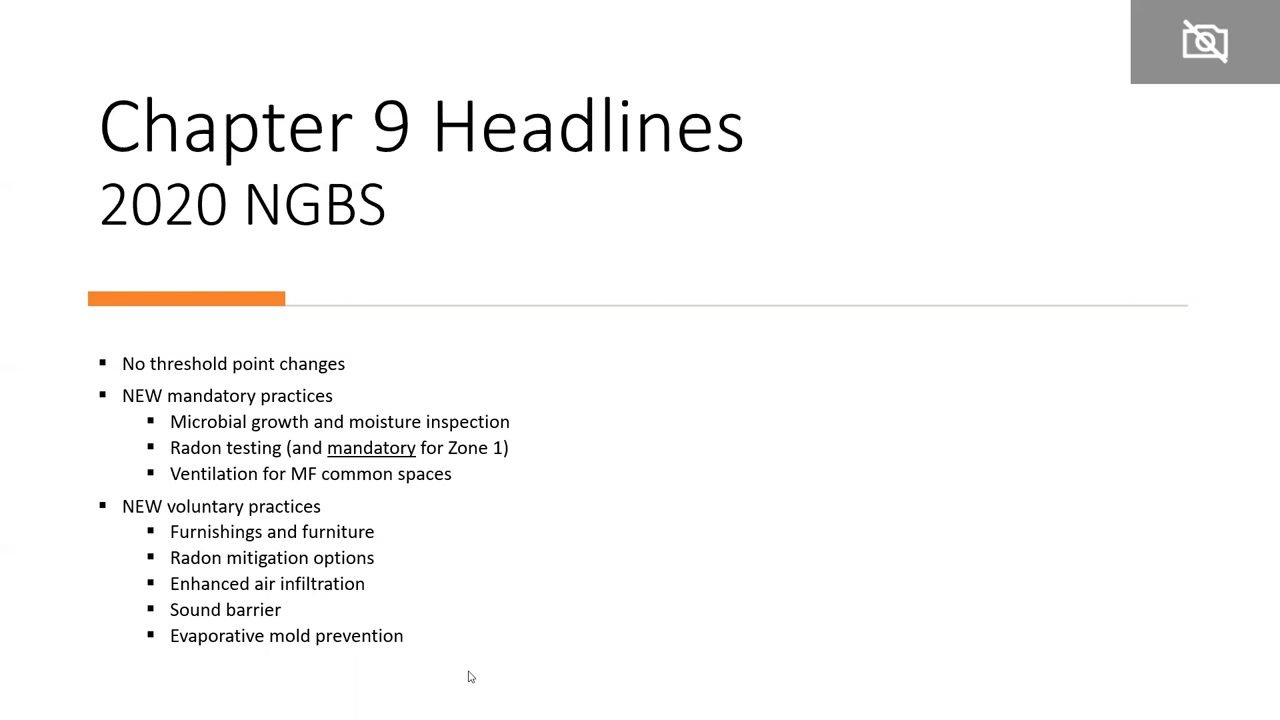 Chapter 9 Headlines
2020 NGBS
No threshold point changes
NEW mandatory practices
Microbial growth and moisture inspection
Radon testing (and mandatory for Zone 1)
Ventilation for MF common spaces
NEW voluntary practices
Furnishings and furniture
Radon mitigation options
Enhanced air infiltration
Sound barrier
Evaporative mold prevention